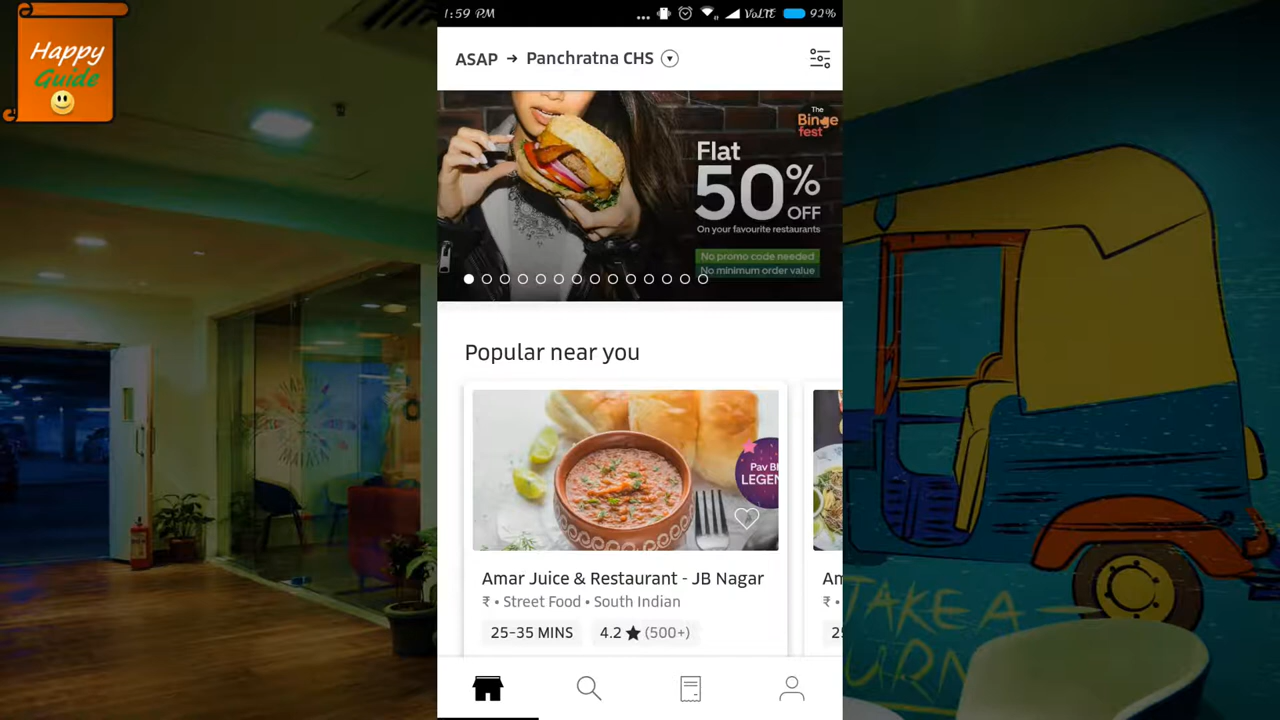 Happy
Guide
1:59 PM
VoLTE
92%
ASAP → Panchratna CHS
The
Binge
fest
Flat
50%
OFF
On your favourite restaurants
No promo code needed
No minimum order value
Popular near you
Pav
LEGEN
Amar Juice & Restaurant - JB Nagar
₹ • Street Food • South Indian
25-35 MINS
4.2 ★ (500+)
Am
₹ •
TAKE A